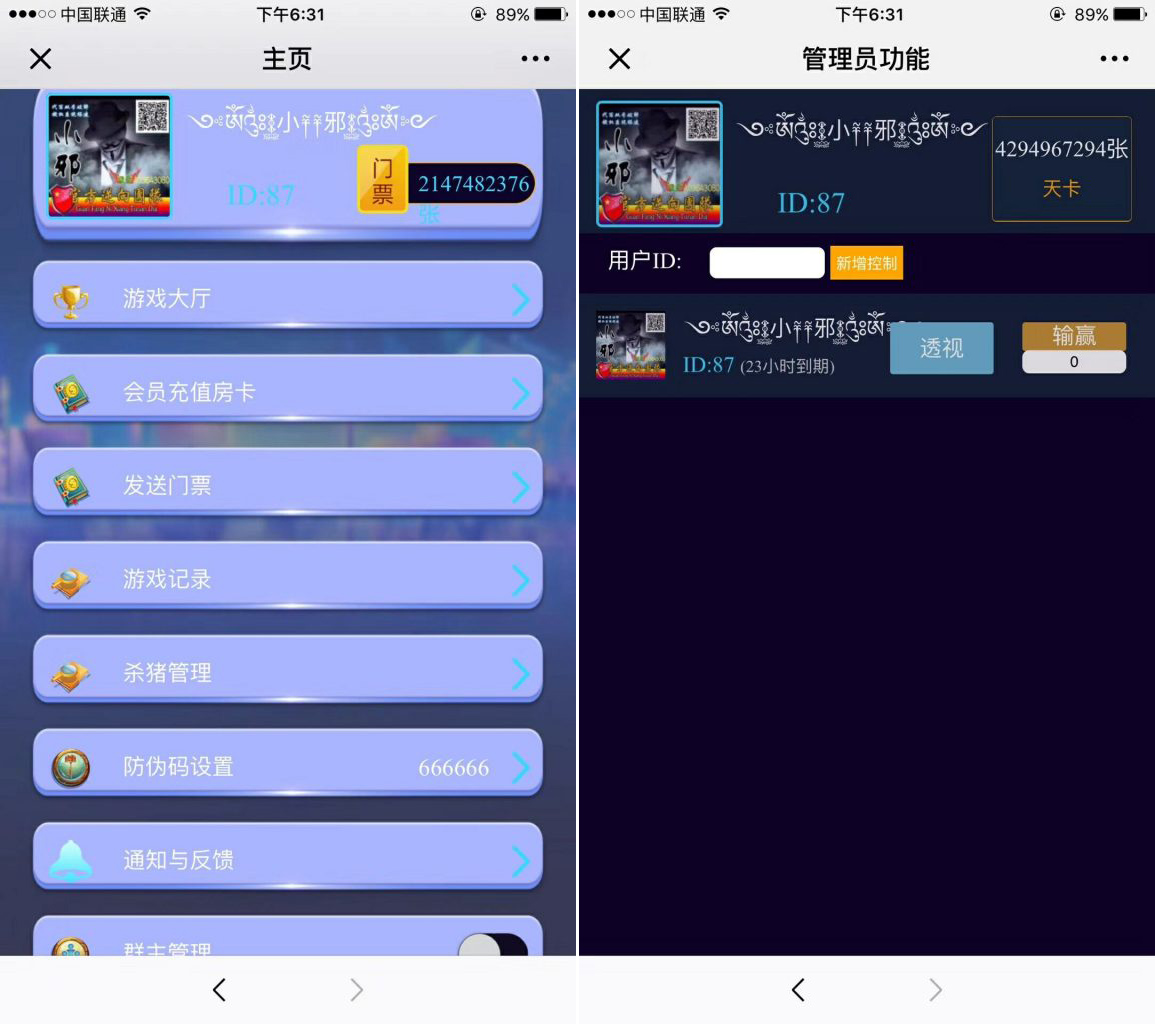 中国联通
下午6:31
89%
主页
小邪
ID:87
门票
2147482376
张
游戏大厅
会员充值房卡
发送门票
游戏记录
杀猪管理
防伪码设置
666666
通知与反馈
群主管理
中国联通
下午6:31
89%
管理员功能
小邪
ID:87
4294967294张
天卡
用户ID:
新增控制
小邪
ID:87 (23小时到期)
透视
输赢
0